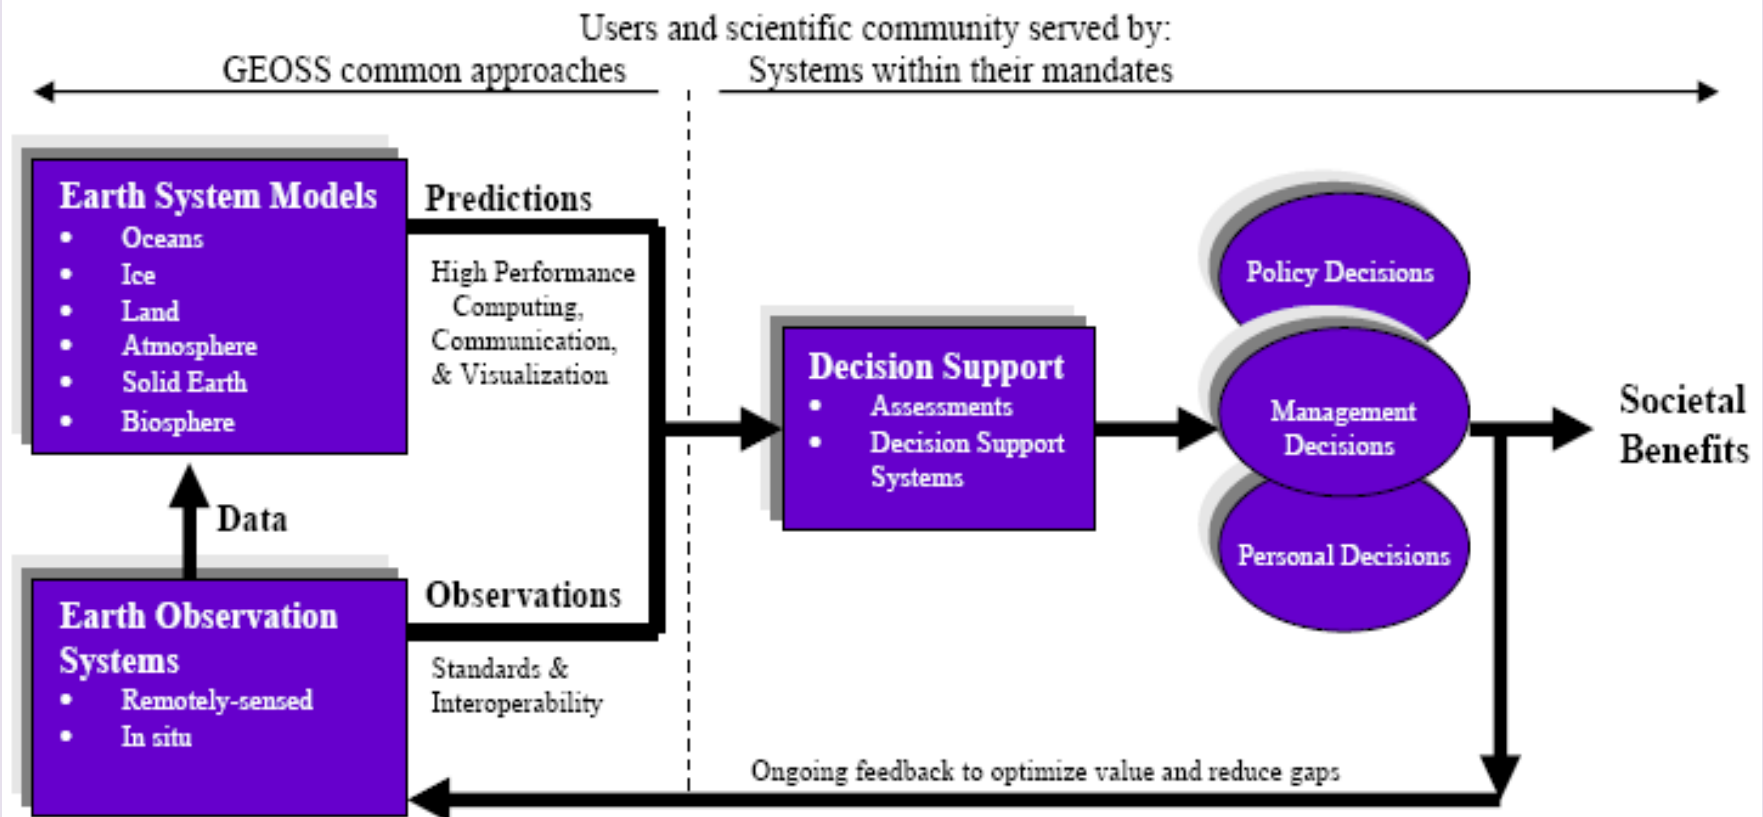 Users and scientific community served by:
GEOSS common approaches
Systems within their mandates
Earth System Models
• Oceans
• Ice
• Land
• Atmosphere
• Solid Earth
• Biosphere
Predictions
High Performance
Computing,
Communication,
& Visualization
Data
Earth Observation
Systems
• Remotely-sensed
• In situ
Observations
Standards &
Interoperability
Decision Support
• Assessments
• Decision Support
Systems
Policy Decisions
Management
Decisions
Personal Decisions
Societal
Benefits
Ongoing feedback to optimize value and reduce gaps